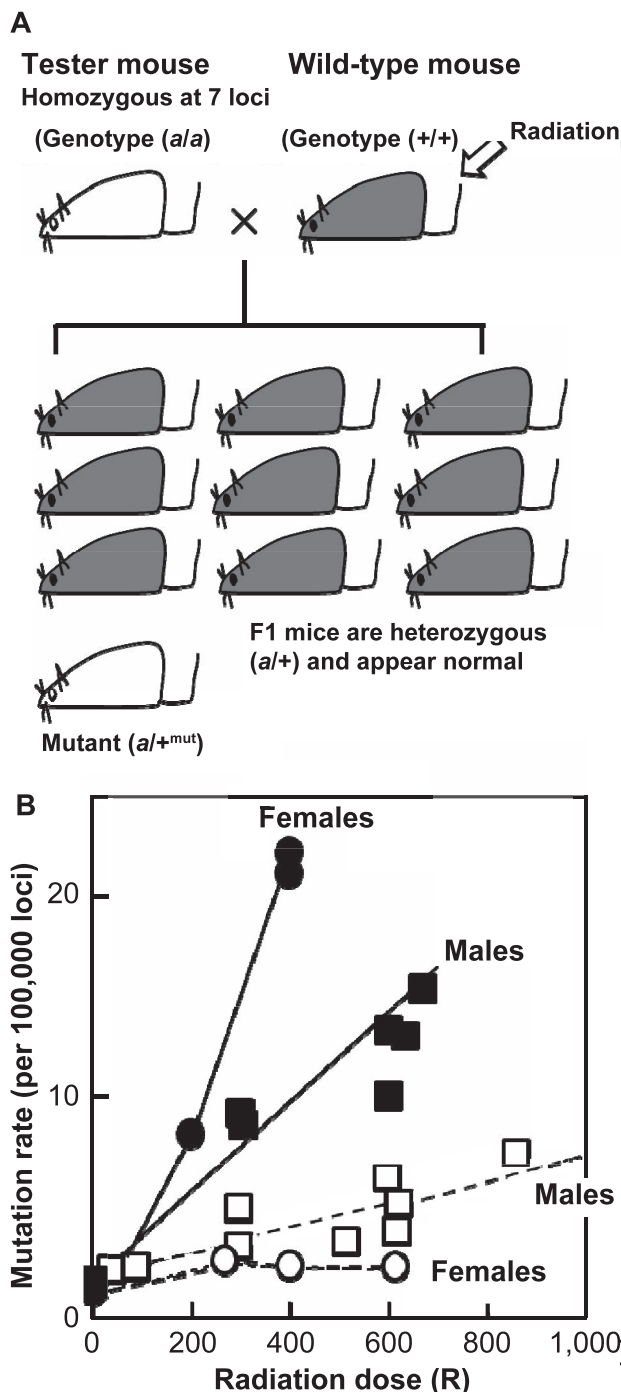 A
Tester mouse
Homozygous at 7 loci
(Genotype (a/a)
Wild-type mouse
(Genotype (+/+)
Radiation
×
F1 mice are heterozygous
(a/+) and appear normal
Mutant (a/+mut)
B
Females
Males
Males
Females
Mutation rate (per 100,000 loci)
20
10
0
0 200 400 600 800 1,000
Radiation dose (R)